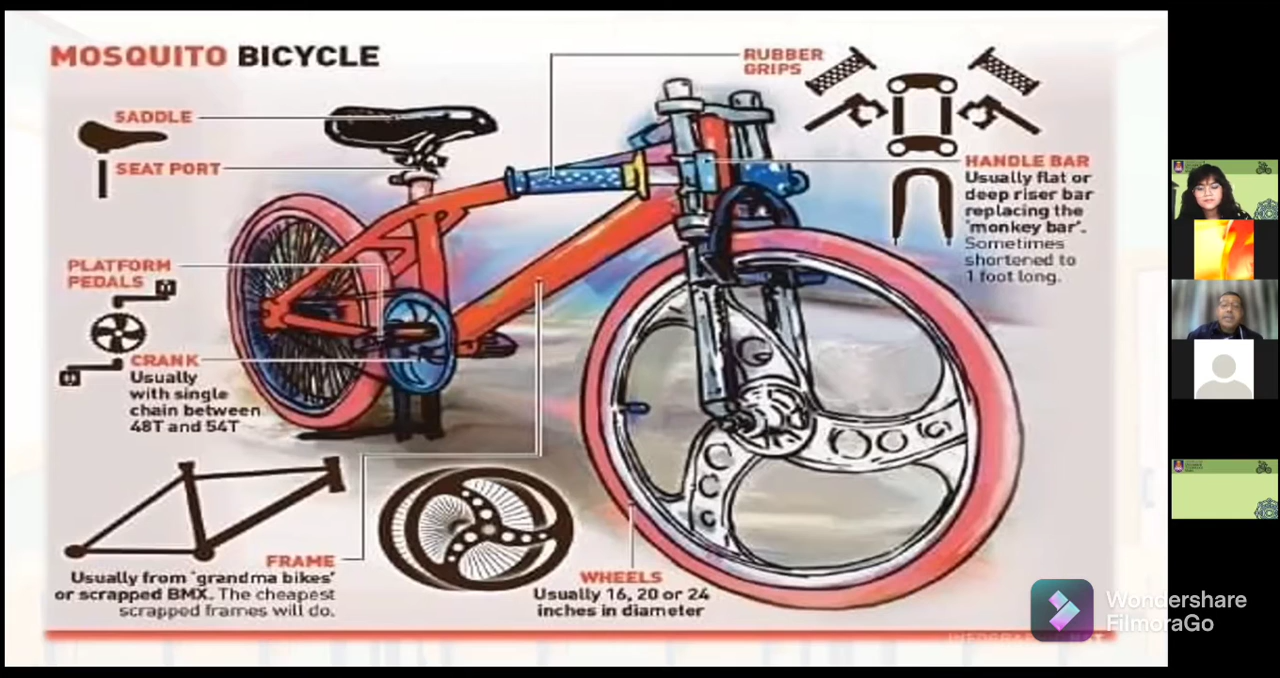 MOSQUITO BICYCLE
SADDLE
SEAT PORT
RUBBER
GRIPS
HANDLE BAR
Usually flat or
deep riser bar
replacing the
'monkey bar'.
Sometimes
shortened to
1 foot long.
PLATFORM
PEDALS
CRANK
Usually
with single
chain between
48T and 54T
FRAME
Usually from 'grandma bikes'
or scrapped BMX. The cheapest
scrapped frames will do.
WHEELS
Usually 16, 20 or 24
inches in diameter
Wondershare
FilmoraGo